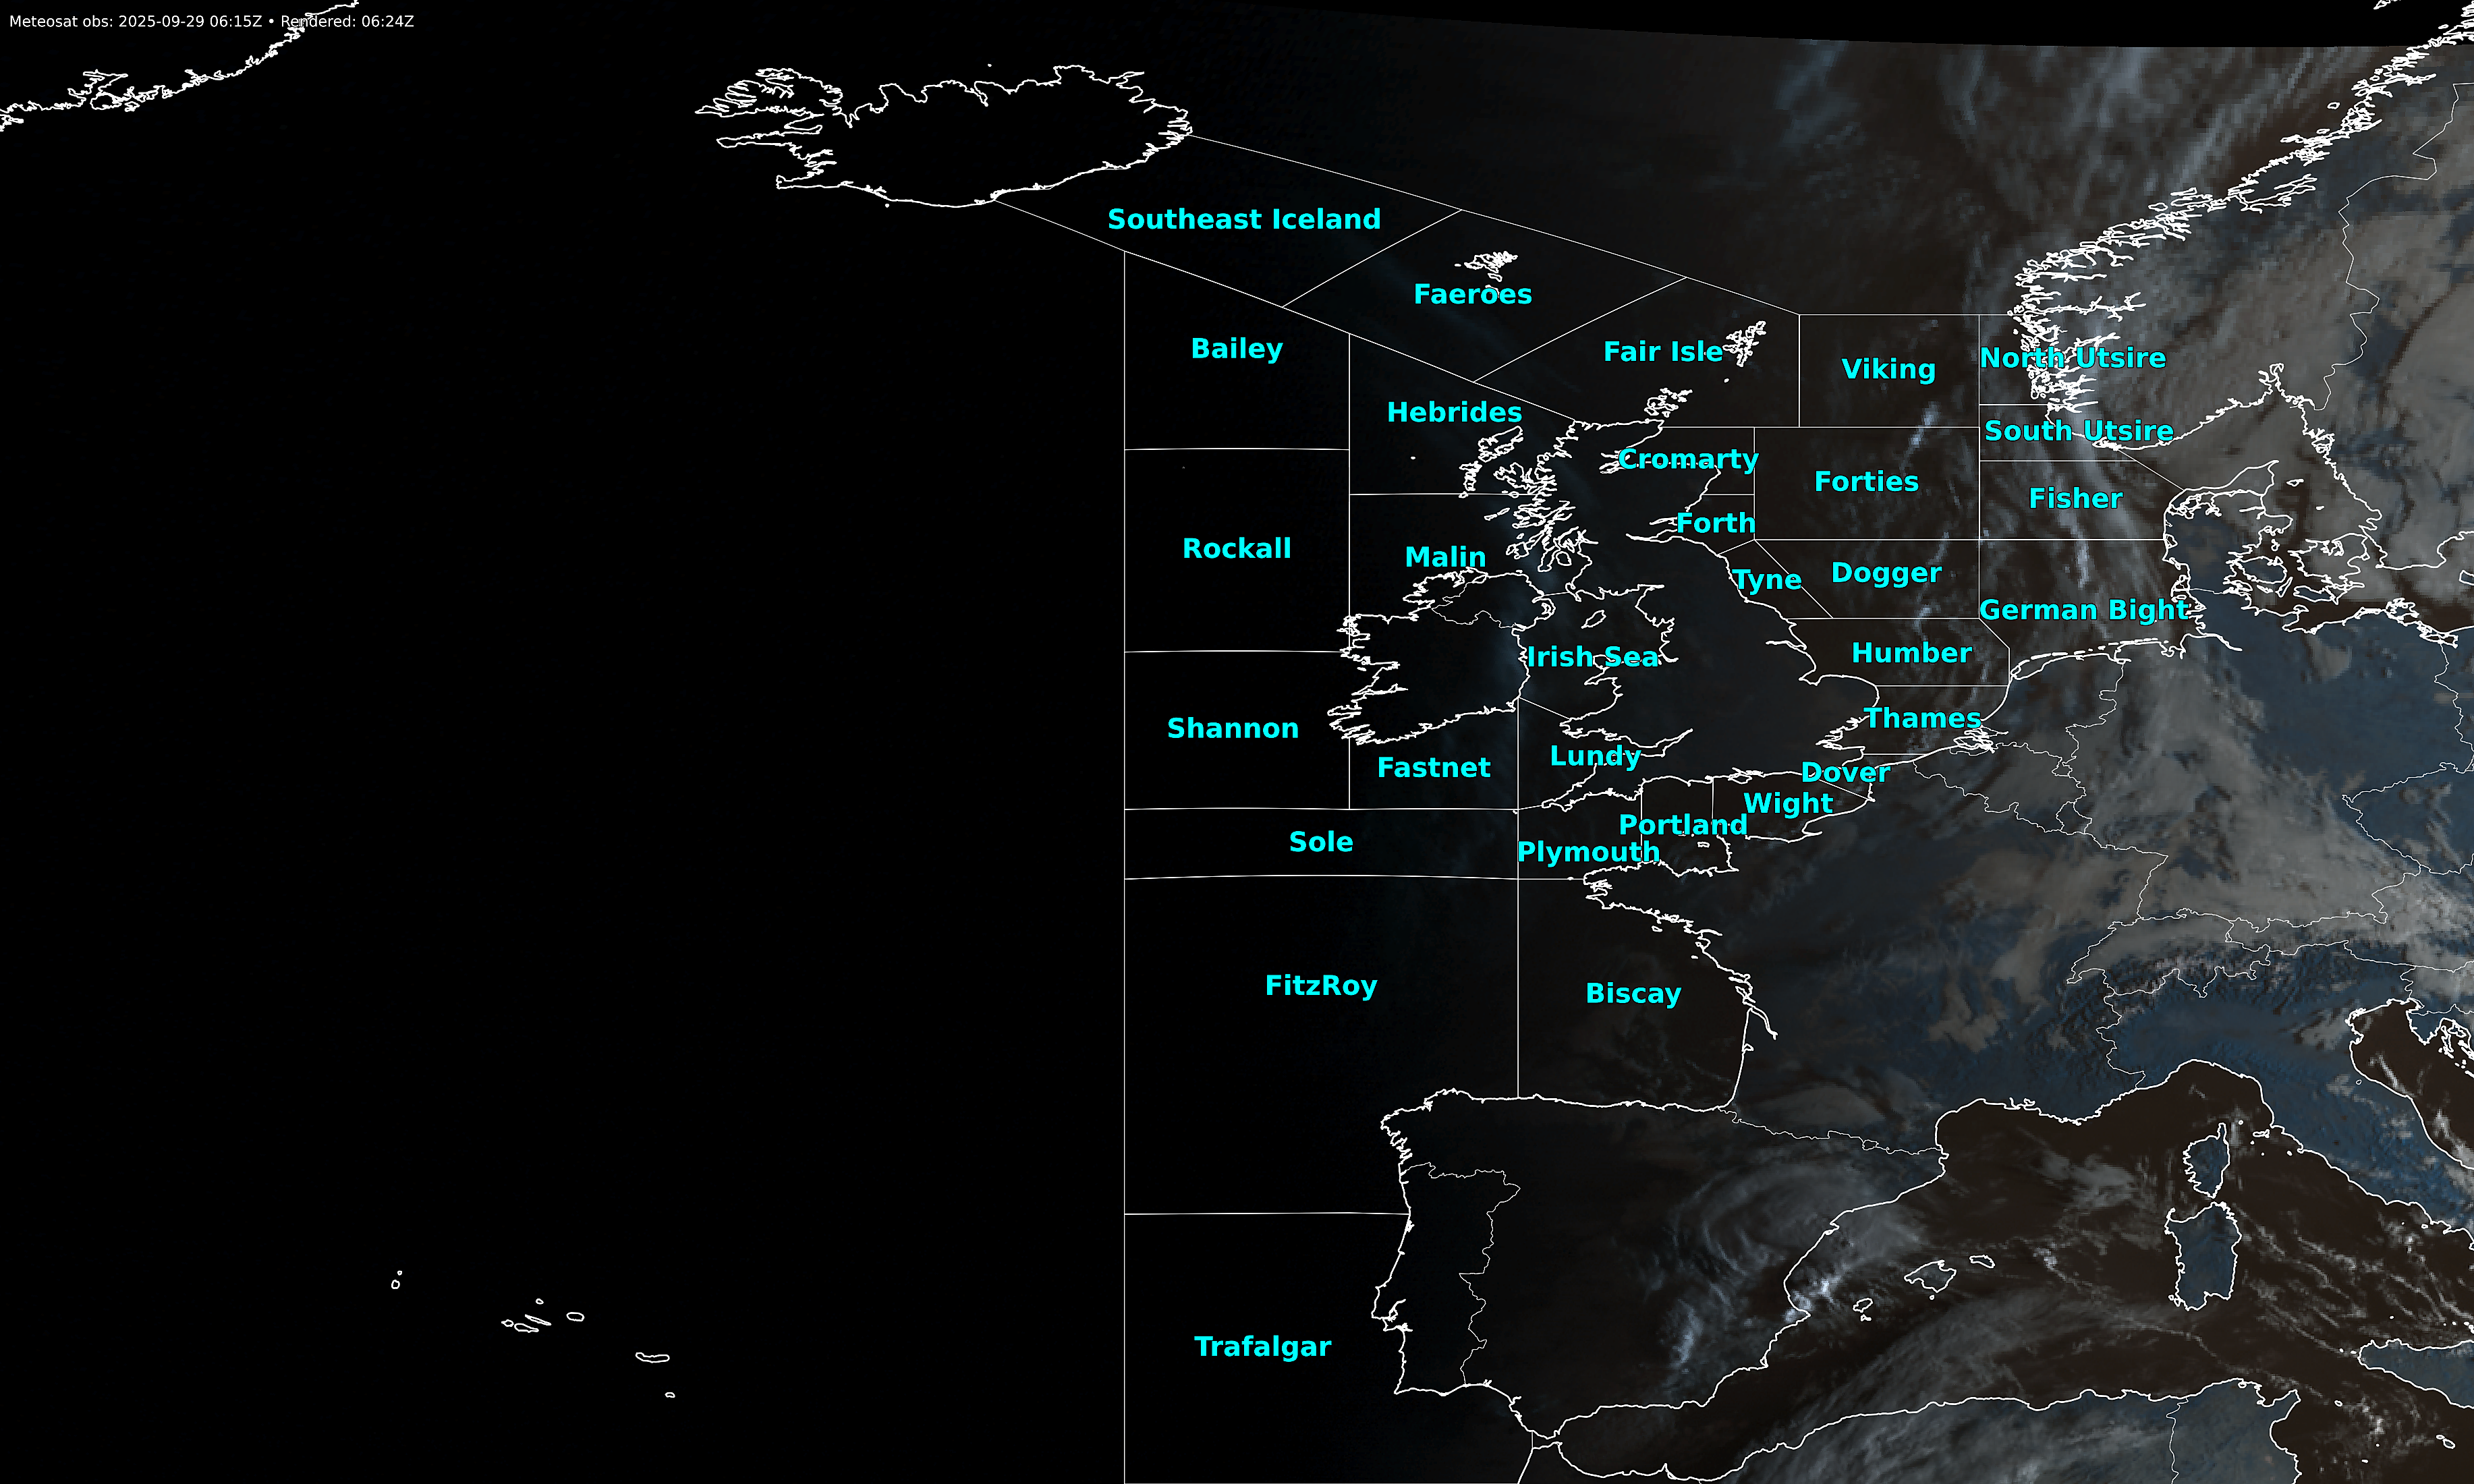 Meteosat obs: 2025-09-29 06:15Z • Rendered: 06:24Z
Southeast Iceland
Faeroes
Bailey
Fair Isle
North Utsire
Viking
Hebrides
South Utsire
Cromarty
Forties
Fisher
Forth
Rockall
Malin
Dogger
Tyne
German Bight
Humber
Irish Sea
Thames
Shannon
Lundy
Fastnet
Dover
Wight
Portland
Sole
Plymouth
FitzRoy
Biscay
Trafalgar